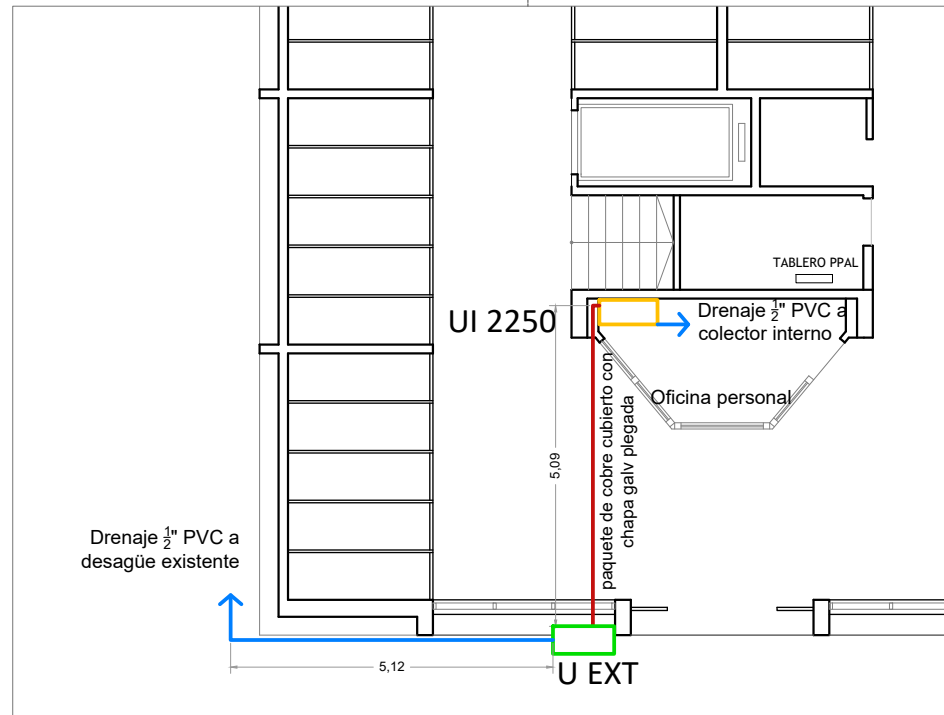 TABLERO PPAL
UI 2250
Drenaje ½" PVC a
colector interno
Oficina personal
paquete de cobre cubierto con
chapa galv plegada
5,09
Drenaje ½" PVC a
desagüe existente
5,12
U EXT